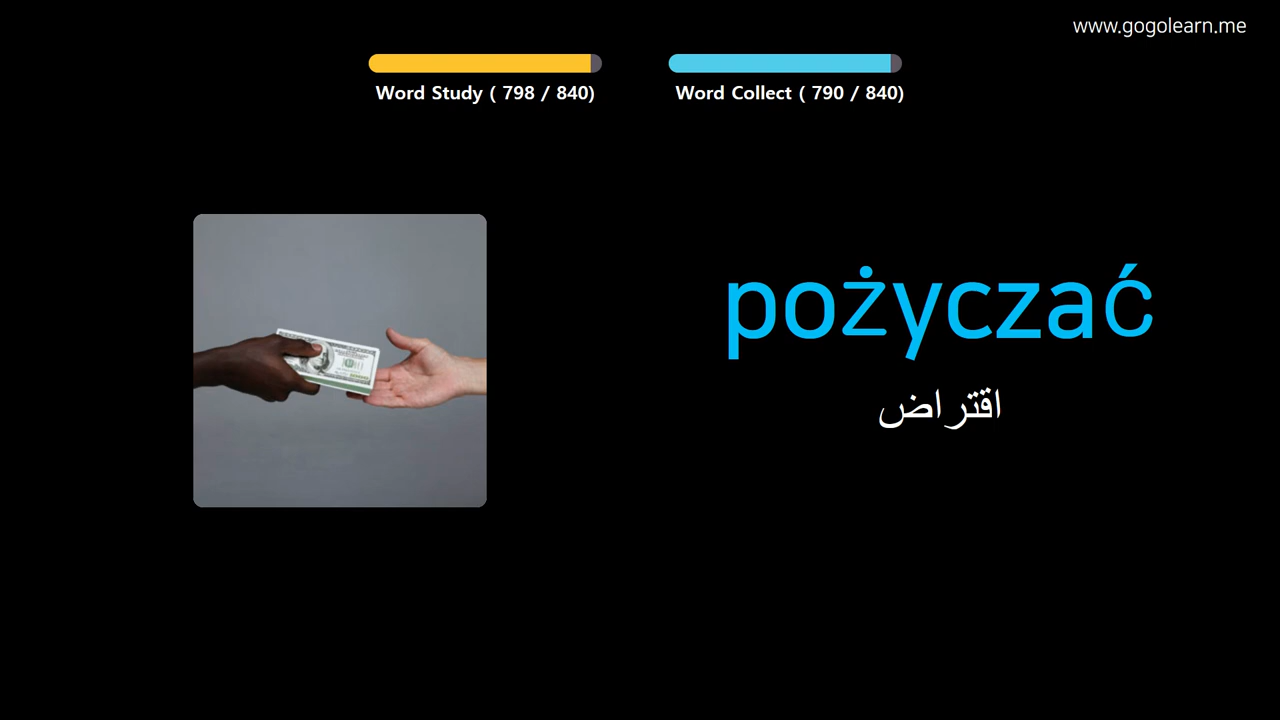 www.gogolearn.me
Word Study ( 798 / 840)
Word Collect ( 790 / 840)
pożyczać
اقتراض